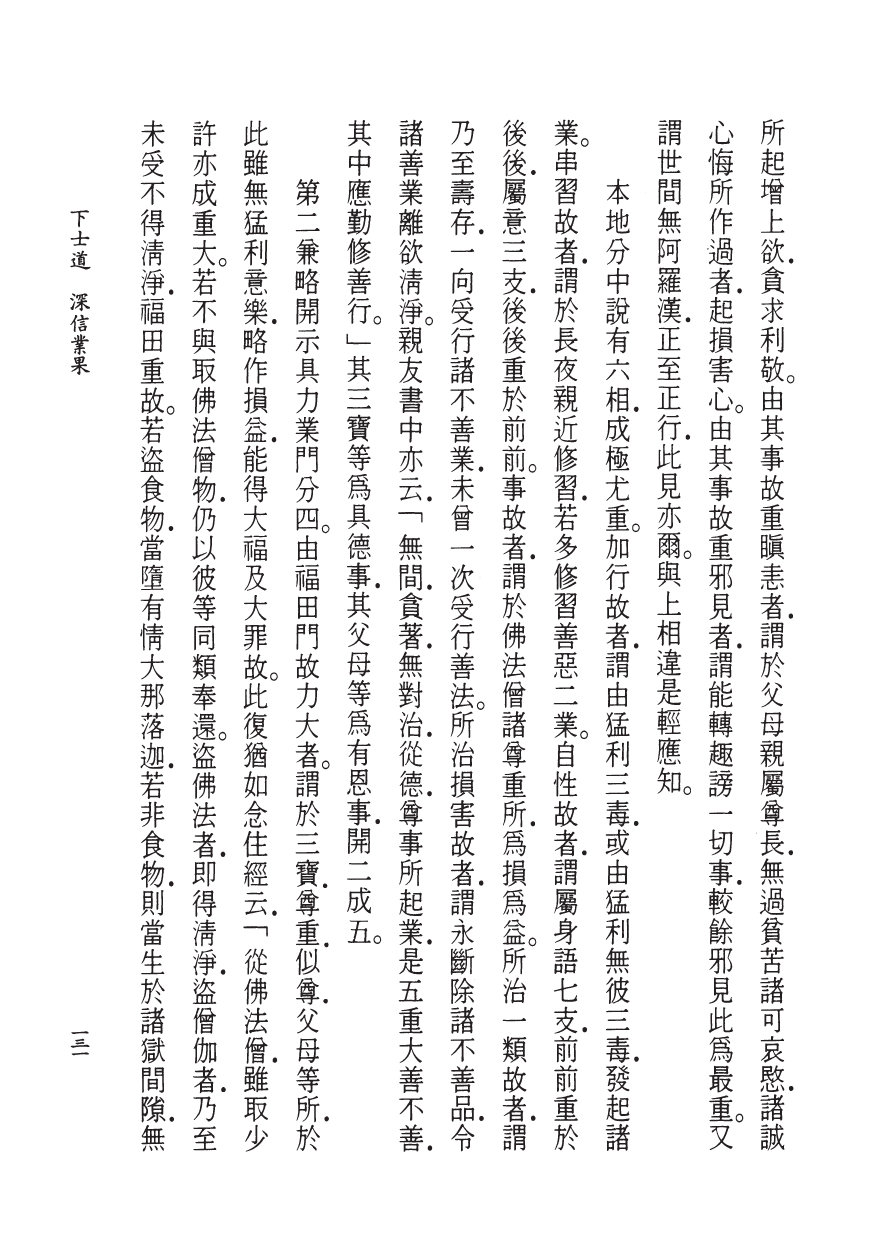 所起增上欲．貪求利敬。由其事故重瞋恚者．謂於父母親屬尊長．無過貧苦諸可哀愍．諸誠
心悔所作過者．起損害心。由其事故重邪見者．謂能轉趣謗一切事．較餘邪見此爲最重。又
謂世間無阿羅漢．正至正行．此見亦爾。與上相違是輕應知。
本地分中說有六相．成極尤重。加行故者．謂由猛利三毒．或由猛利無彼三毒．發起諸
業。串習故者．謂於長夜親近修習．若多修習善惡二業。自性故者．謂屬身語七支．前前重於
後後．屬意三支．後後重於前前。事故者．謂於佛法僧諸尊重所．爲損爲益。所治一類故者．謂
乃至壽存．一向受行諸不善業．未曾一次受行善法。所治損害故者．謂永斷除諸不善品．令
諸善業離欲淸淨。親友書中亦云．「無間．貪著．無對治．從德．尊事所起業．是五重大善不善．
其中應勤修善行。」其三寶等爲具德事．其父母等爲有恩事．開二成五。
第二兼略開示具力業門分四。由福田門故力大者。謂於三寶．尊重．似尊．父母等所．於
此雖無猛利意樂．略作損益．能得大福及大罪故。此復猶如念住經云．「從佛法僧．雖取少
許亦成重大。若不與取佛法僧物．仍以彼等同類奉還。盜佛法者．即得淸淨．盜僧伽者．乃至
未受不得淸淨．福田重故。若盜食物．當墮有情大那落迦．若非食物．則當生於諸獄間隙．無
下士道　深信業果
一三一